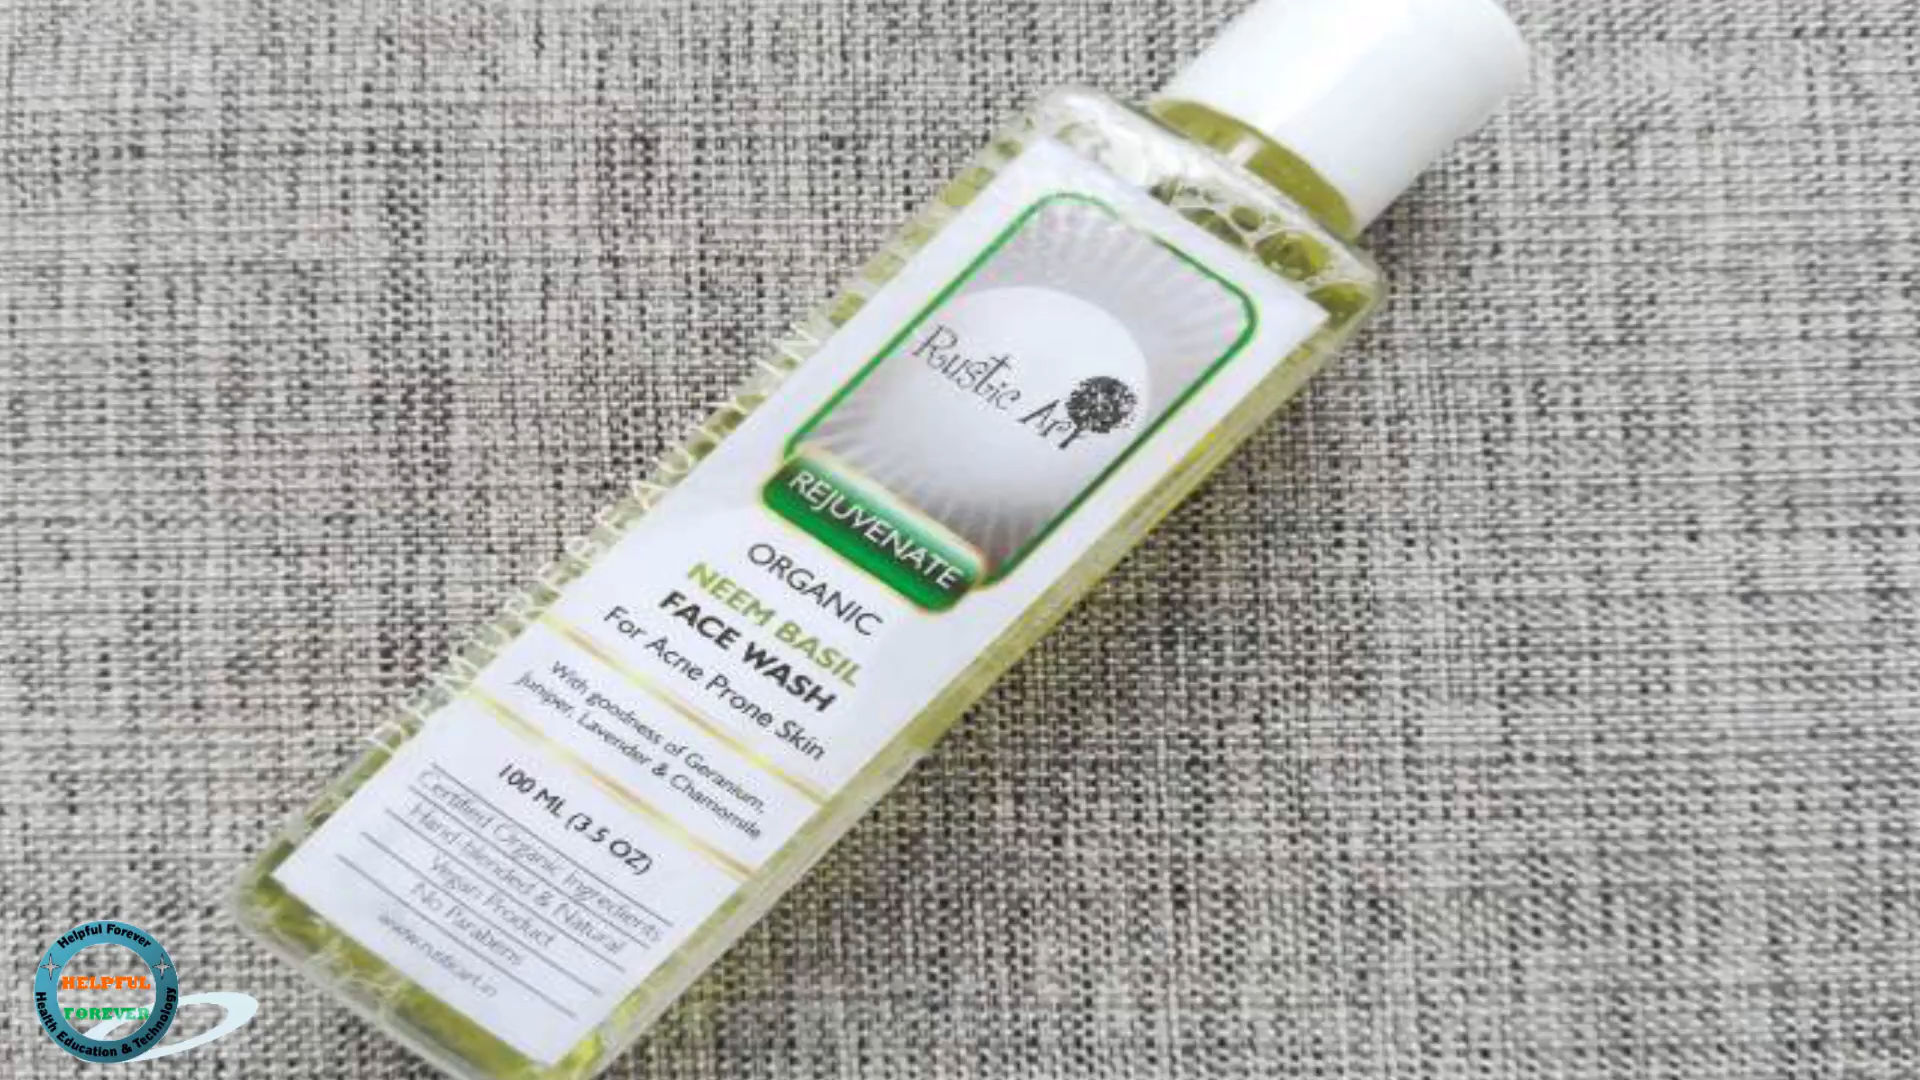 Rustic Art
REJUVENATE
ORGANIC
NEEM BASIL
FACE WASH
For Acne Prone Skin
With goodness of Geranium,
Juniper, Lavender & Chamomile
100 ML (3.5 OZ)
Certified Organic Ingredients
Hand blended & Natural
Vegan Product
No Parabens
Helpful Forever
HELPFUL
FOREVER
Health Education & Technology